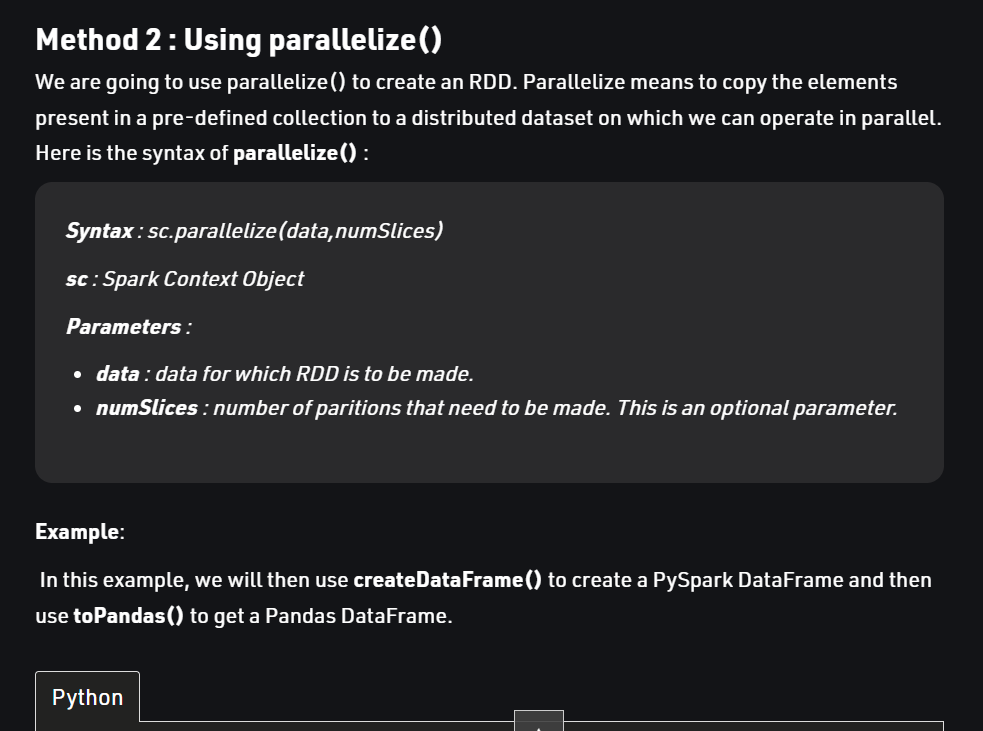 Method 2 : Using parallelize()
We are going to use parallelize() to create an RDD. Parallelize means to copy the elements
present in a pre-defined collection to a distributed dataset on which we can operate in parallel.
Here is the syntax of parallelize() :
Syntax : sc.parallelize(data,numSlices)
sc : Spark Context Object
Parameters :
• data : data for which RDD is to be made.
• numSlices : number of paritions that need to be made. This is an optional parameter.
Example:
In this example, we will then use createDataFrame() to create a PySpark DataFrame and then
use toPandas() to get a Pandas DataFrame.
Python